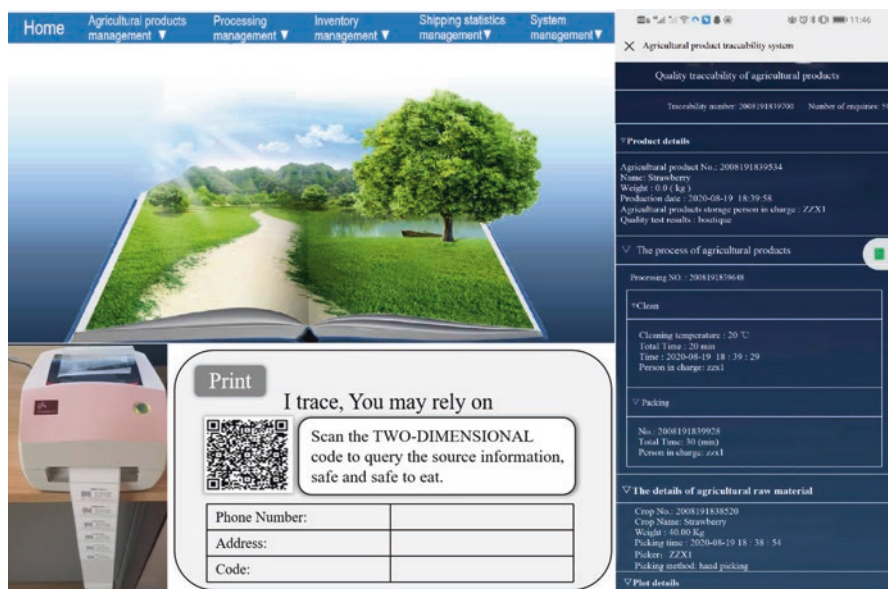 Home
Agricultural products management ▼
Processing management ▼
Inventory management ▼
Shipping statistics management▼
System management▼
Print
I trace, You may rely on
Scan the TWO-DIMENSIONAL
code to query the source information,
safe and safe to eat.
Phone Number:
Address:
Code:
11:46
Agricultural product traceability system
Quality traceability of agricultural products
Traceability number: 2008191839700 Number of enquiries:
▽Product details
Agricultural product No.: 2008191839534
Name: Strawberry
Weight : 0.0 ( kg )
Production date : 2020-08-19 18:39:58
Agricultural products storage person in charge : ZZX1
Quality test results : boutique
▽ The process of agricultural products
Processing NO. : 2008191839648
▽Clean
Cleaning temperature : 20 ℃
Total Time : 20 min
Time : 2020-08-19 18 : 39 : 29
Person in charge: zzx1
▽ Packing
No.: 2008191839928
Total Time: 30 (min)
Person in charge: zzx1
▽The details of agricultural raw material
Crop No.: 2008191838520
Crop Name: Strawberry
Weight : 40.00 Kg
Picking time : 2020-08-19 18 : 38 : 54
Picker: ZZX1
Picking method: hand picking
▽Plot details